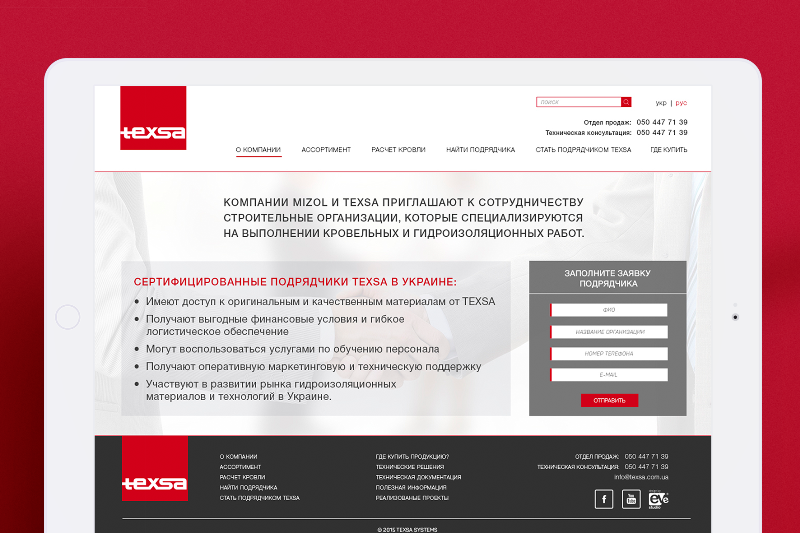 texsa
поиск
укр | рус
Отдел продаж: 050 447 71 39
Техническая консультация: 050 447 71 39
О КОМПАНИИ АССОРТИМЕНТ РАСЧЕТ КРОВЛИ НАЙТИ ПОДРЯДЧИКА СТАТЬ ПОДРЯДЧИКОМ TEXSA ГДЕ КУПИТЬ
КОМПАНИИ MIZOL И TEXSA ПРИГЛАШАЮТ К СОТРУДНИЧЕСТВУ
СТРОИТЕЛЬНЫЕ ОРГАНИЗАЦИИ, КОТОРЫЕ СПЕЦИАЛИЗИРУЮТСЯ
НА ВЫПОЛНЕНИИ КРОВЕЛЬНЫХ И ГИДРОИЗОЛЯЦИОННЫХ РАБОТ.
СЕРТИФИЦИРОВАННЫЕ ПОДРЯДЧИКИ TEXSA В УКРАИНЕ:
• Имеют доступ к оригинальным и качественным материалам от TEXSA
• Получают выгодные финансовые условия и гибкое
логистическое обеспечение
• Могут воспользоваться услугами по обучению персонала
• Получают оперативную маркетинговую и техническую поддержку
• Участвуют в развитии рынка гидроизоляционных
материалов и технологий в Украине.
ЗАПОЛНИТЕ ЗАЯВКУ
ПОДРЯДЧИКА
ФИО
НАЗВАНИЕ ОРГАНИЗАЦИИ
НОМЕР ТЕЛЕФОНА
E-MAIL
ОТПРАВИТЬ
texsa
О КОМПАНИИ
АССОРТИМЕНТ
РАСЧЕТ КРОВЛИ
НАЙТИ ПОДРЯДЧИКА
СТАТЬ ПОДРЯДЧИКОМ TEXSA
ГДЕ КУПИТЬ ПРОДУКЦИЮ?
ТЕХНИЧЕСКИЕ РЕШЕНИЯ
ТЕХНИЧЕСКАЯ ДОКУМЕНТАЦИЯ
ПОЛЕЗНАЯ ИНФОРМАЦИЯ
РЕАЛИЗОВАНЫЕ ПРОЕКТЫ
ОТДЕЛ ПРОДАЖ: 050 447 71 39
ТЕХНИЧЕСКАЯ КОНСУЛЬТАЦИЯ: 050 447 71 39
info@texsa.com.ua
f You Tube eve
studio
© 2015 TEXSA SYSTEMS